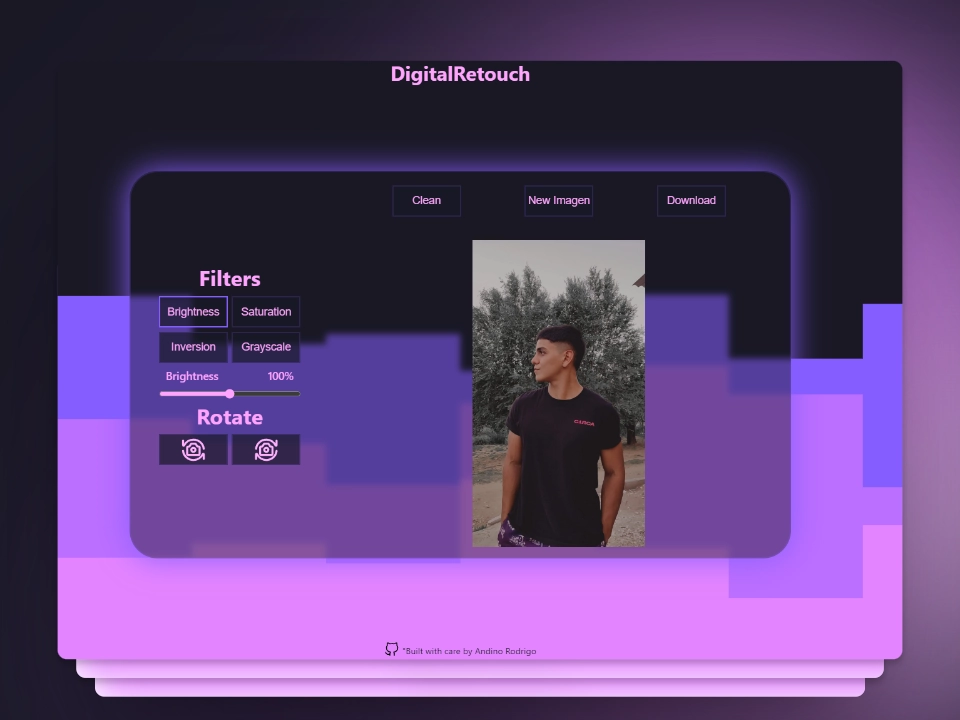 DigitalRetouch
Clean
New Imagen
Download
Filters
Brightness
Saturation
Inversion
Grayscale
Brightness 100%
Rotate
"Built with care by Andino Rodrigo